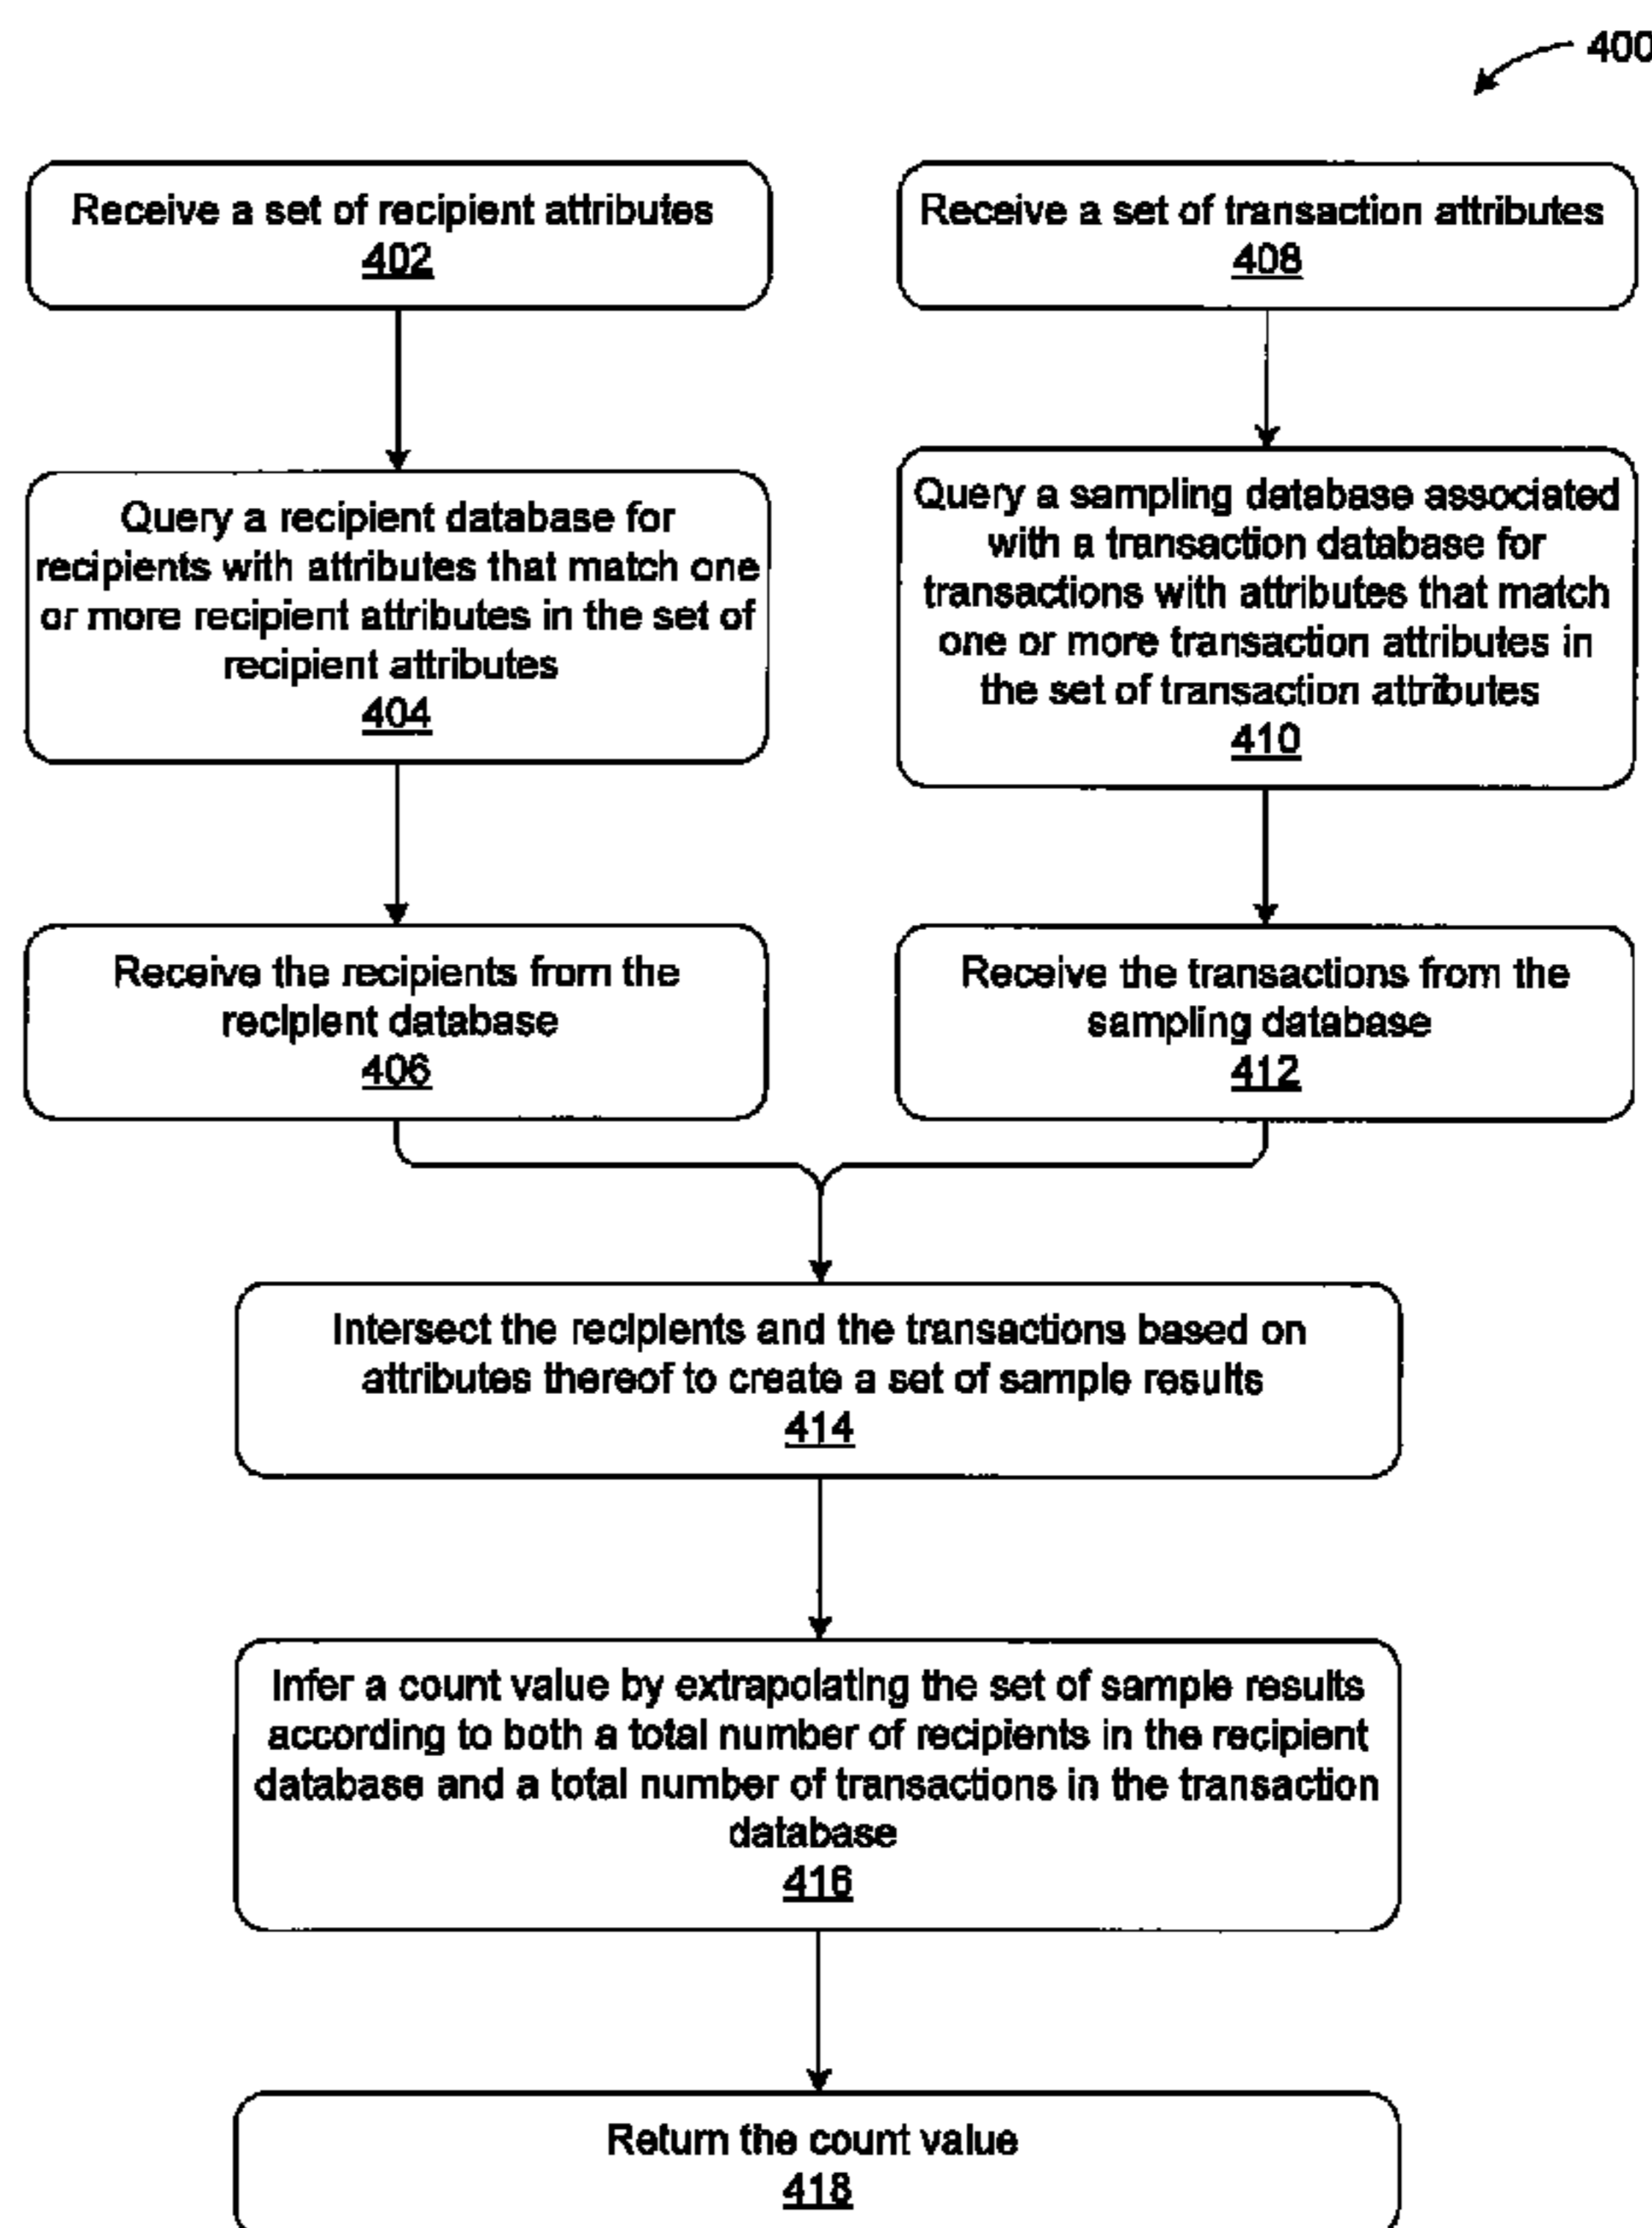 400
Receive a set of recipient attributes
402
Query a recipient database for
recipients with attributes that match one
or more recipient attributes in the set of
recipient attributes
404
Receive the recipients from the
recipient database
406
Receive a set of transaction attributes
408
Query a sampling database associated
with a transaction database for
transactions with attributes that match
one or more transaction attributes in
the set of transaction attributes
410
Receive the transactions from the
sampling database
412
Intersect the recipients and the transactions based on
attributes thereof to create a set of sample results
414
Infer a count value by extrapolating the set of sample results
according to both a total number of recipients in the recipient
database and a total number of transactions in the transaction
database
416
Return the count value
418